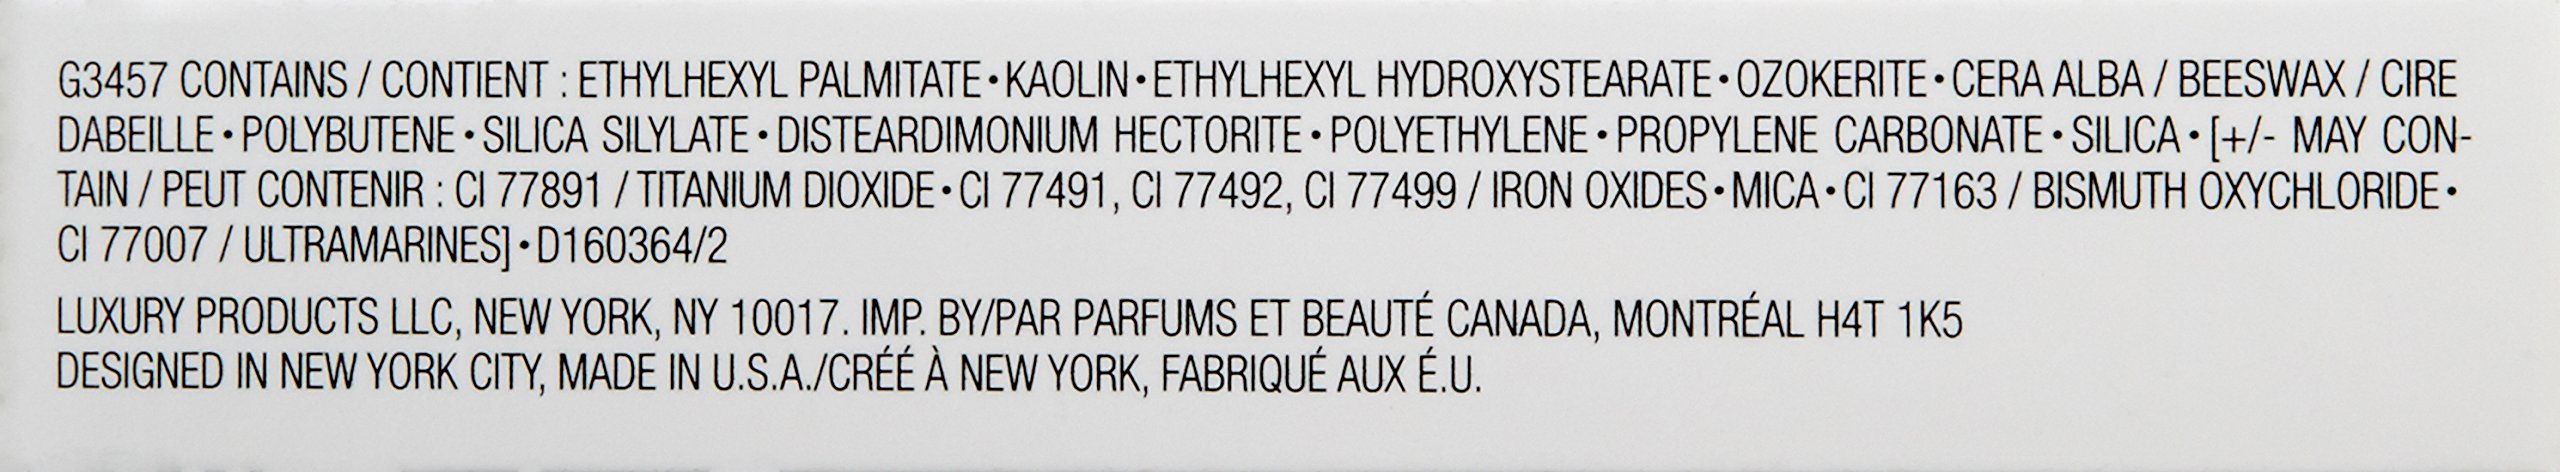 G3457 CONTAINS / CONTIENT : ETHYLHEXYL PALMITATE • KAOLIN • ETHYLHEXYL HYDROXYSTEARATE • OZOKERITE • CERA ALBA / BEESWAX / CIRE
DABEILLE • POLYBUTENE • SILICA SILYLATE • DISTEARDIMONIUM HECTORITE • POLYETHYLENE • PROPYLENE CARBONATE • SILICA • [+/- MAY CON-
TAIN / PEUT CONTENIR : CI 77891 / TITANIUM DIOXIDE • CI 77491, CI 77492, CI 77499 / IRON OXIDES • MICA • CI 77163 / BISMUTH OXYCHLORIDE •
CI 77007 / ULTRAMARINES] • D160364/2
LUXURY PRODUCTS LLC, NEW YORK, NY 10017. IMP. BY/PAR PARFUMS ET BEAUTÉ CANADA, MONTRÉAL H4T 1K5
DESIGNED IN NEW YORK CITY, MADE IN U.S.A./CRÉÉ À NEW YORK, FABRIQUÉ AUX É.U.